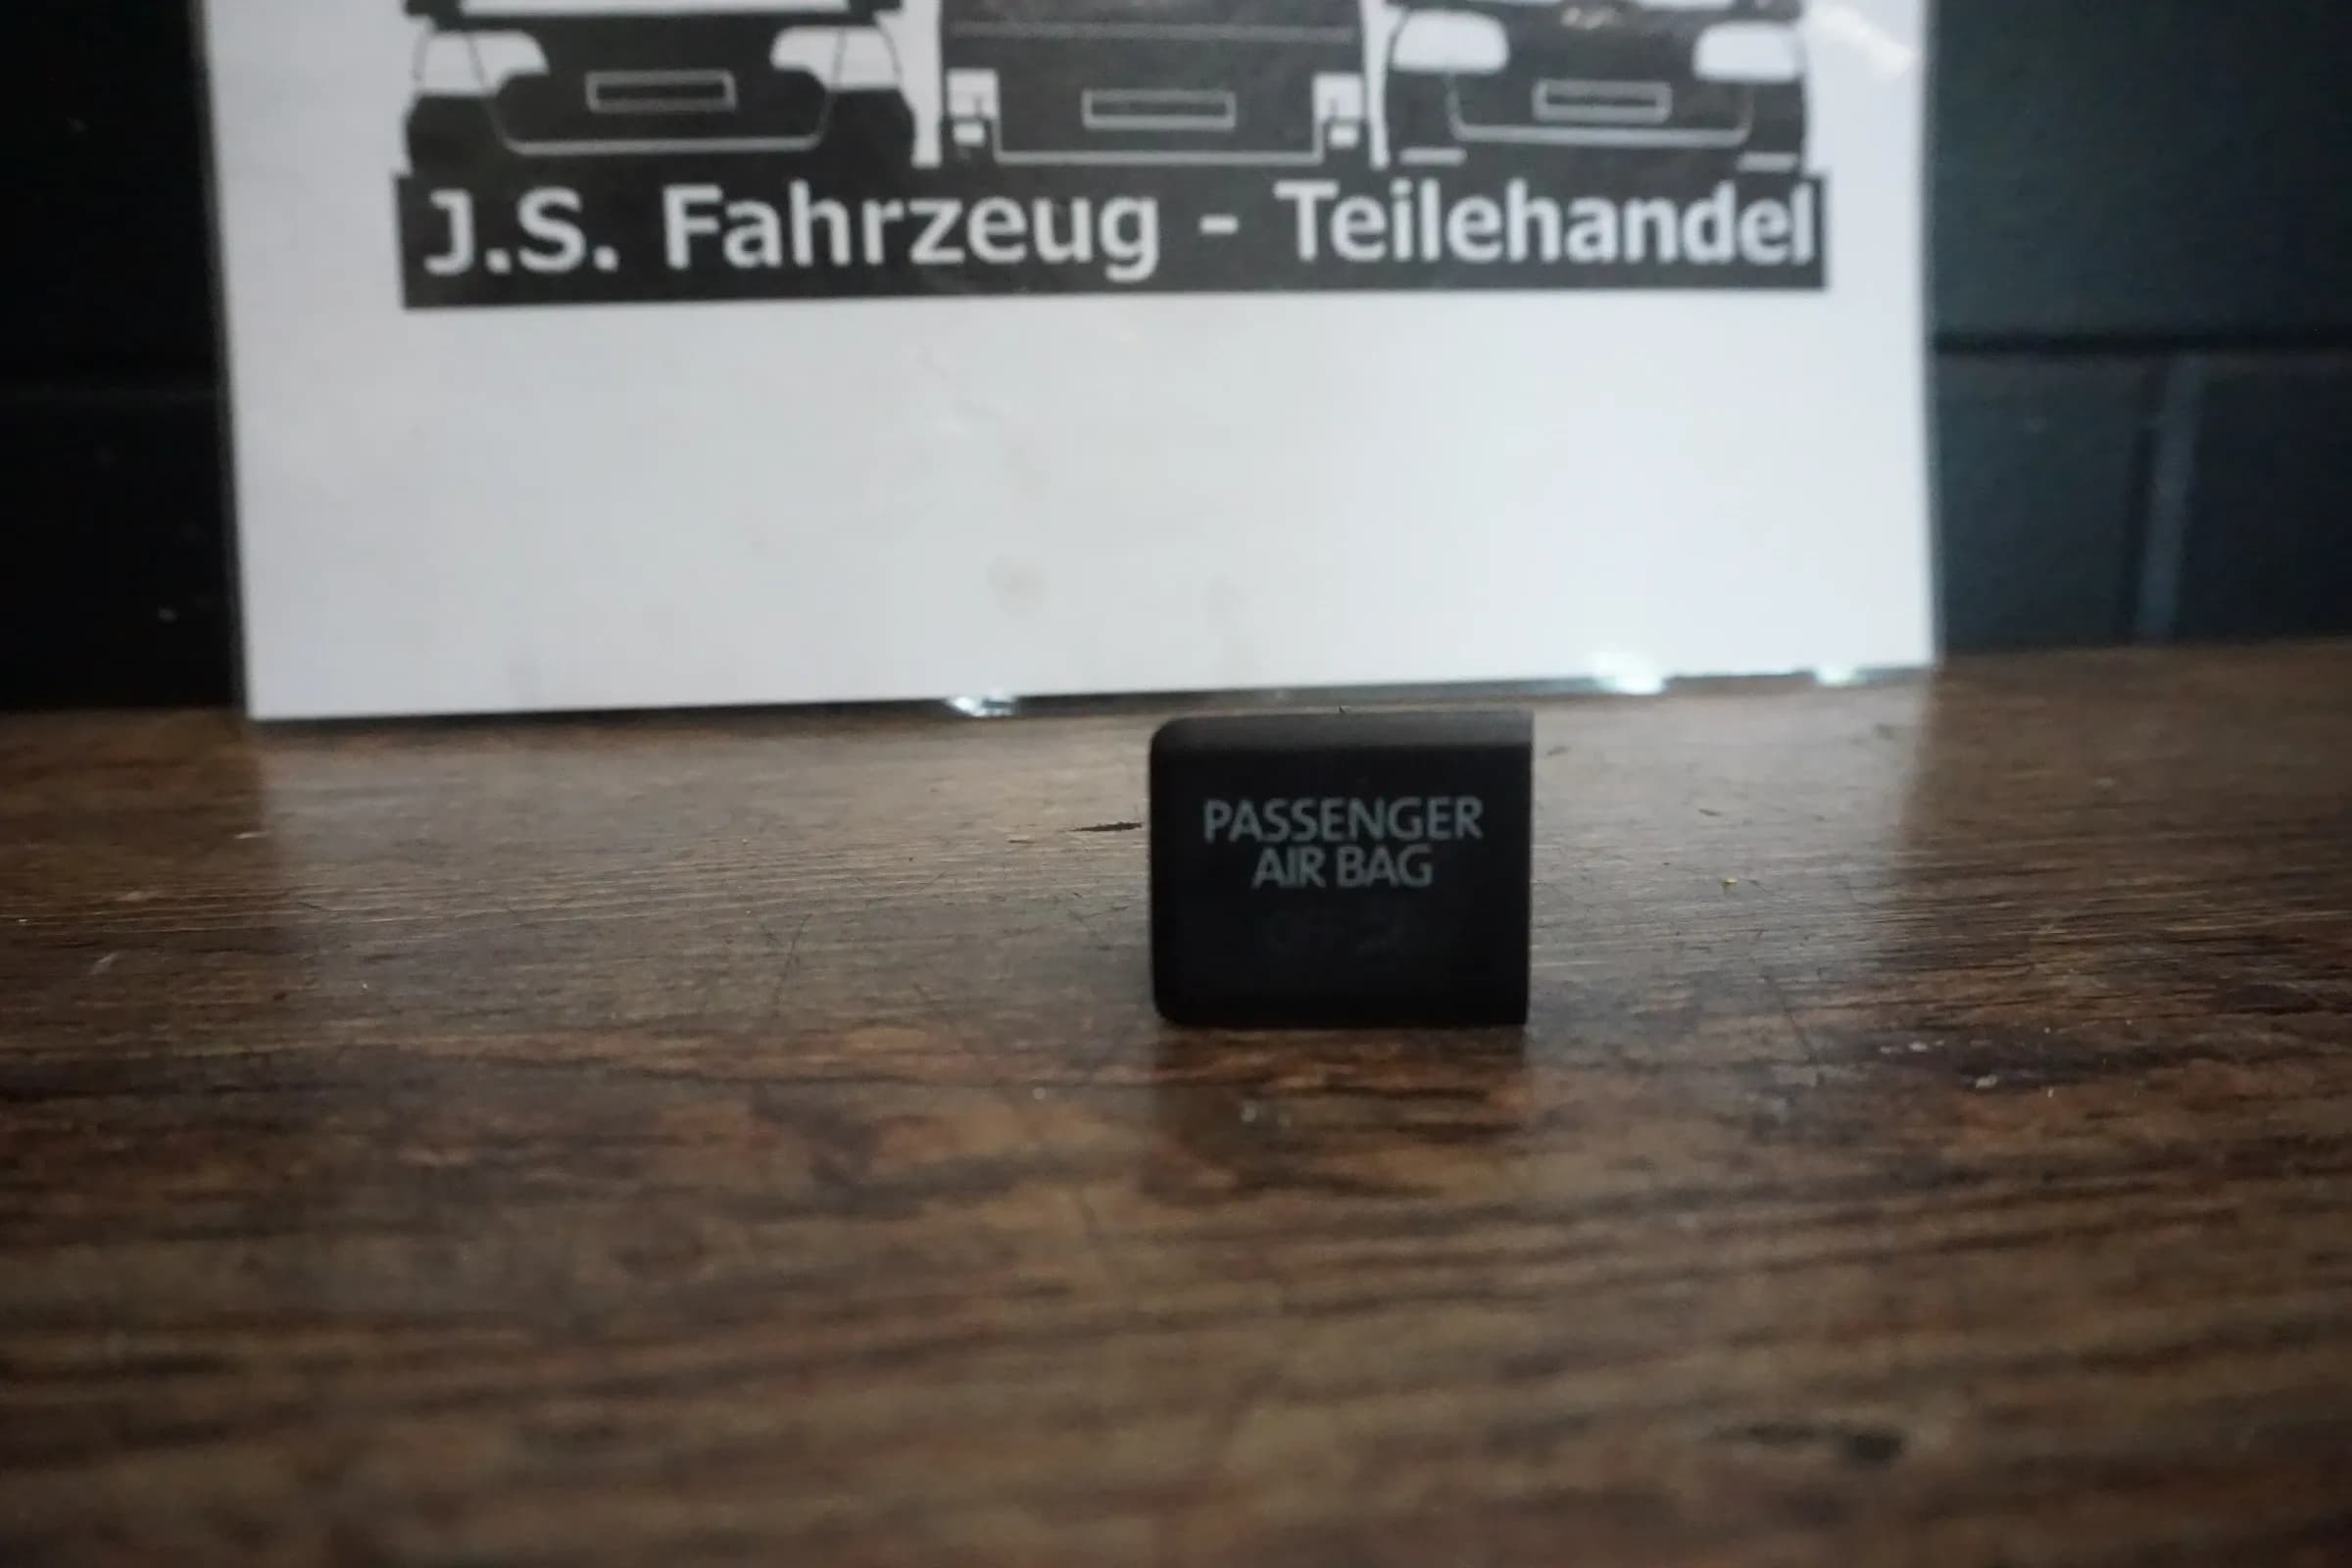 J.S. Fahrzeug - Teilehandel
PASSENGER
AIR BAG